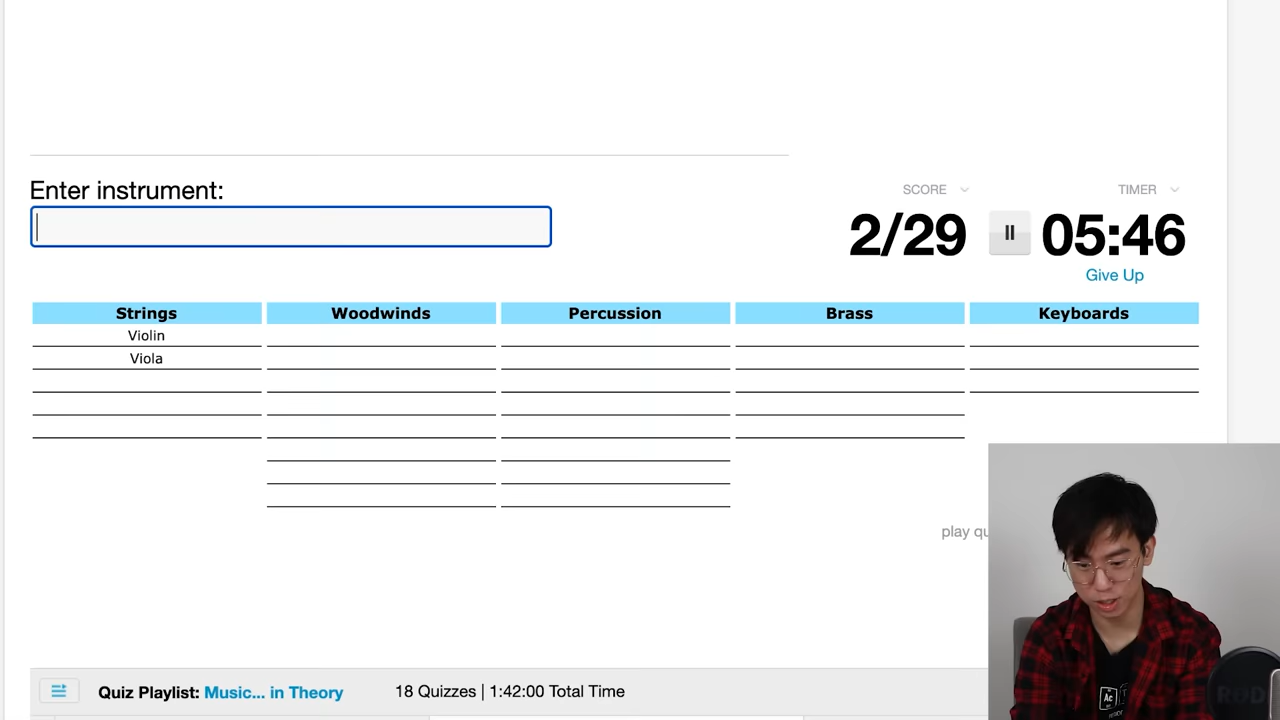 Enter instrument:
SCORE
TIMER
2/29
05:46
Give Up
Strings Woodwinds Percussion Brass Keyboards
Violin
Viola
play qu
Quiz Playlist: Music... in Theory 18 Quizzes | 1:42:00 Total Time
Ac